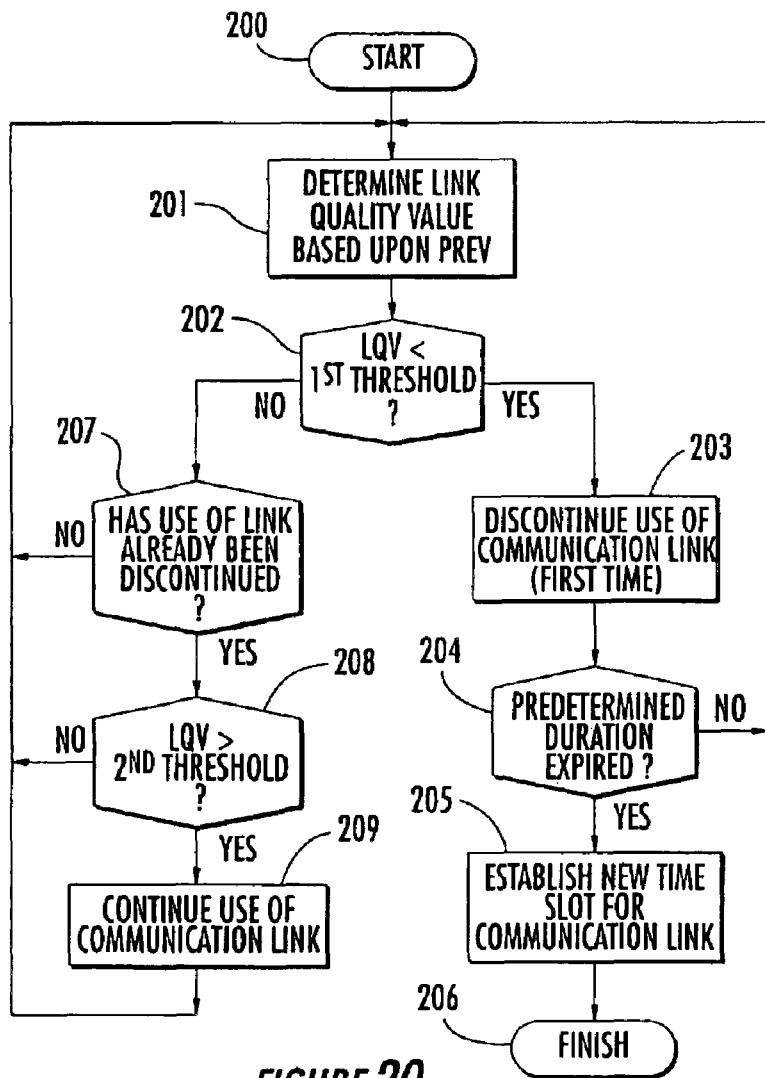 200
START
201
DETERMINE LINK
QUALITY VALUE
BASED UPON PREV
202
LQV <
1ST THRESHOLD
?
NO
YES
207
HAS USE OF LINK
ALREADY BEEN
DISCONTINUED
?
NO
YES
203
DISCONTINUE USE OF
COMMUNICATION LINK
(FIRST TIME)
208
LQV >
2ND THRESHOLD
?
NO
YES
204
PREDETERMINED
DURATION
EXPIRED ?
NO
YES
209
CONTINUE USE OF
COMMUNICATION LINK
205
ESTABLISH NEW TIME
SLOT FOR
COMMUNICATION LINK
206
FINISH
FIGURE 20